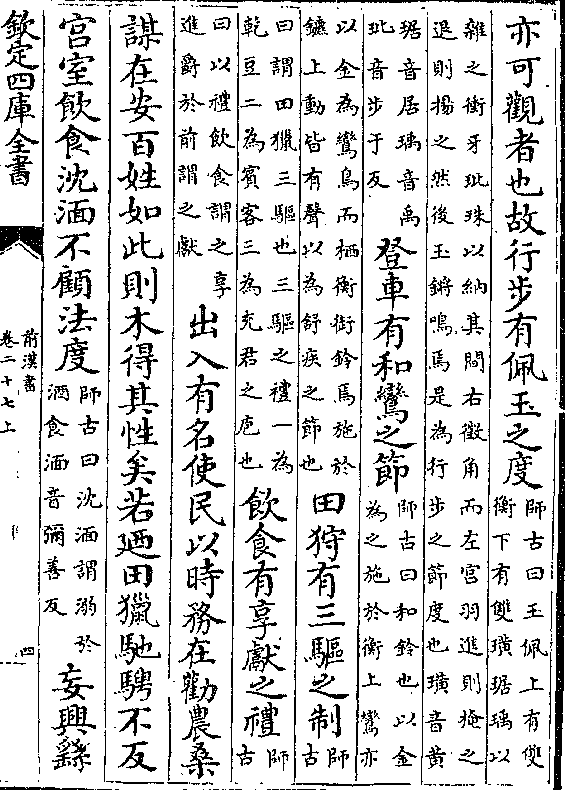 亦可觀者也故行步有佩玉之度師古曰玉佩上有雙衡下有雙璜琚瑀以
雜之衝牙玭珠以納其間右徵角而左宮羽進則掩之退則揚之然後玉鏘鳴焉是為行步之節度也璜音黃
琚音居瑀音禹玭音步于反登車有和鸞之節師古曰和鈴也以金為之施於衡上鸞亦
以金為鸞鳥而栖衡銜鈴焉施於鑣上動皆有聲以為舒疾之節也田狩有三驅之制師古
曰謂田獵三驅也三驅之禮一為乾豆二為賓客三為充君之庖也飲食有享獻之禮師古
曰以禮飲食謂之享進爵於前謂之獻出入有名使民以時務在勸農桑
謀在安百姓如此則木得其性矣若廼田獵馳騁不反
宮室飲食沈湎不顧法度師古曰沈湎謂溺於酒食湎音彌善反妄興繇
欽定四庫全書
前漢書
卷二十七上
四